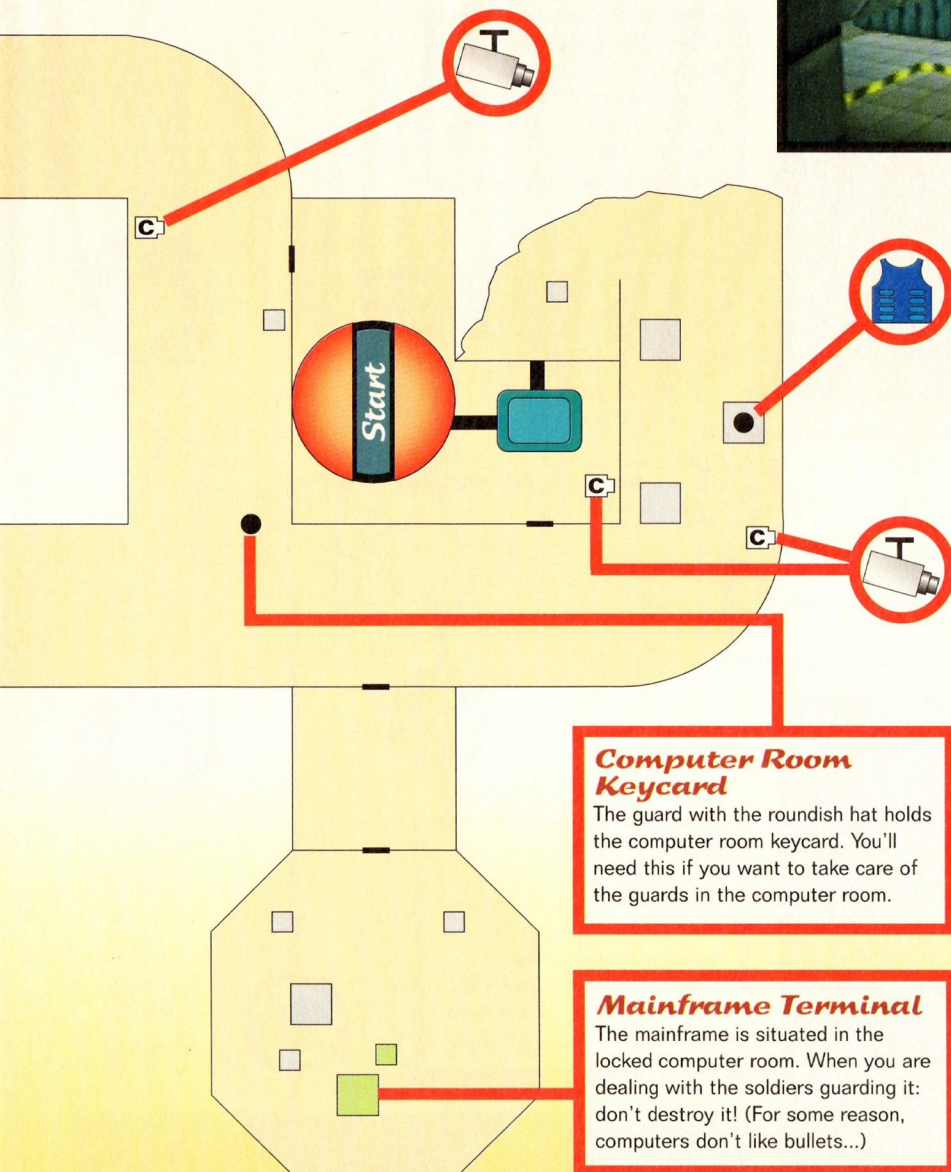 C
Start
C
C
Computer Room
Keycard
The guard with the roundish hat holds
the computer room keycard. You'll
need this if you want to take care of
the guards in the computer room.
Mainframe Terminal
The mainframe is situated in the
locked computer room. When you are
dealing with the soldiers guarding it:
don't destroy it! (For some reason,
computers don't like bullets...)